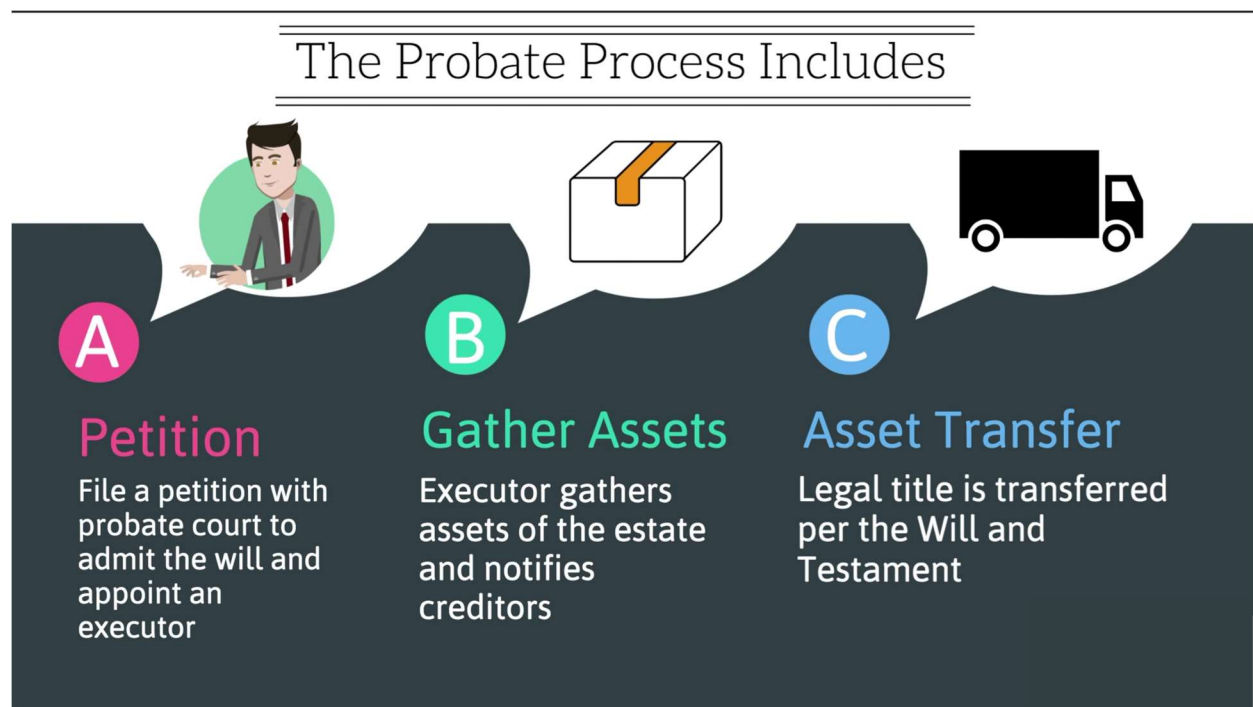 The Probate Process Includes
A
Petition
File a petition with
probate court to
admit the will and
appoint an
executor
B
Gather Assets
Executor gathers
assets of the estate
and notifies
creditors
C
Asset Transfer
Legal title is transferred
per the Will and
Testament